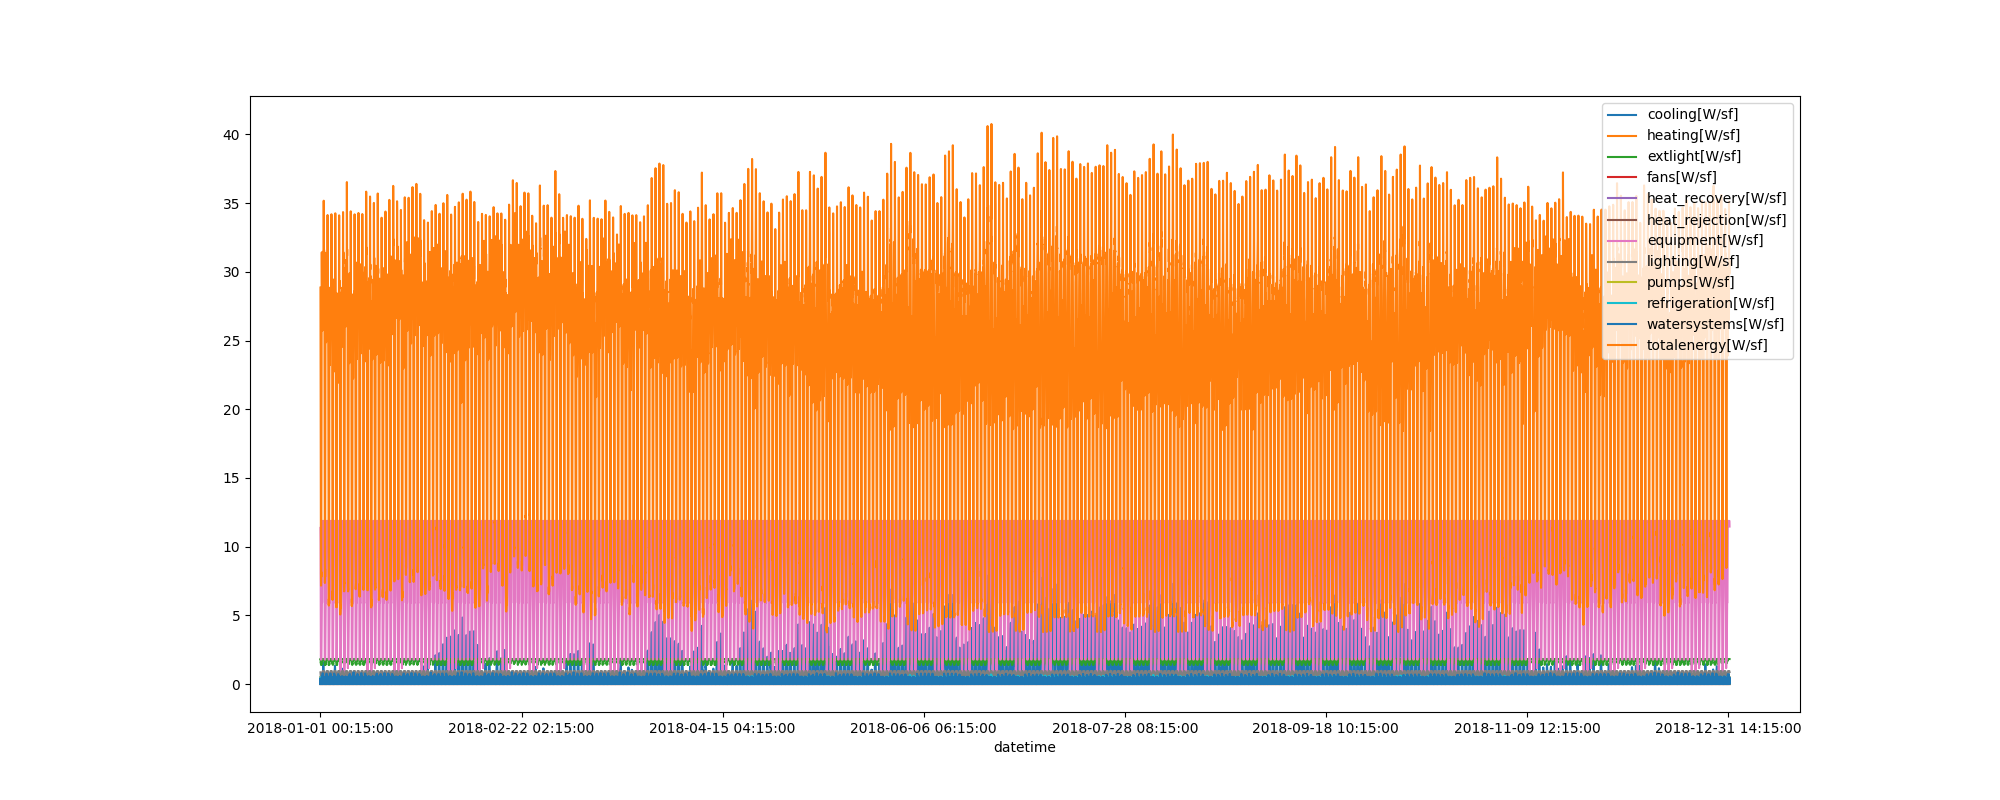 40
35
30
25
20
15
10
5
0
cooling[W/sf]
heating[W/sf]
extlight[W/sf]
fans[W/sf]
heat_recovery[W/sf]
heat_rejection[W/sf]
equipment[W/sf]
lighting[W/sf]
pumps[W/sf]
refrigeration[W/sf]
watersystems[W/sf]
totalenergy[W/sf]
2018-01-01 00:15:00 2018-02-22 02:15:00 2018-04-15 04:15:00 2018-06-06 06:15:00 2018-07-28 08:15:00 2018-09-18 10:15:00 2018-11-09 12:15:00 2018-12-31 14:15:00
datetime